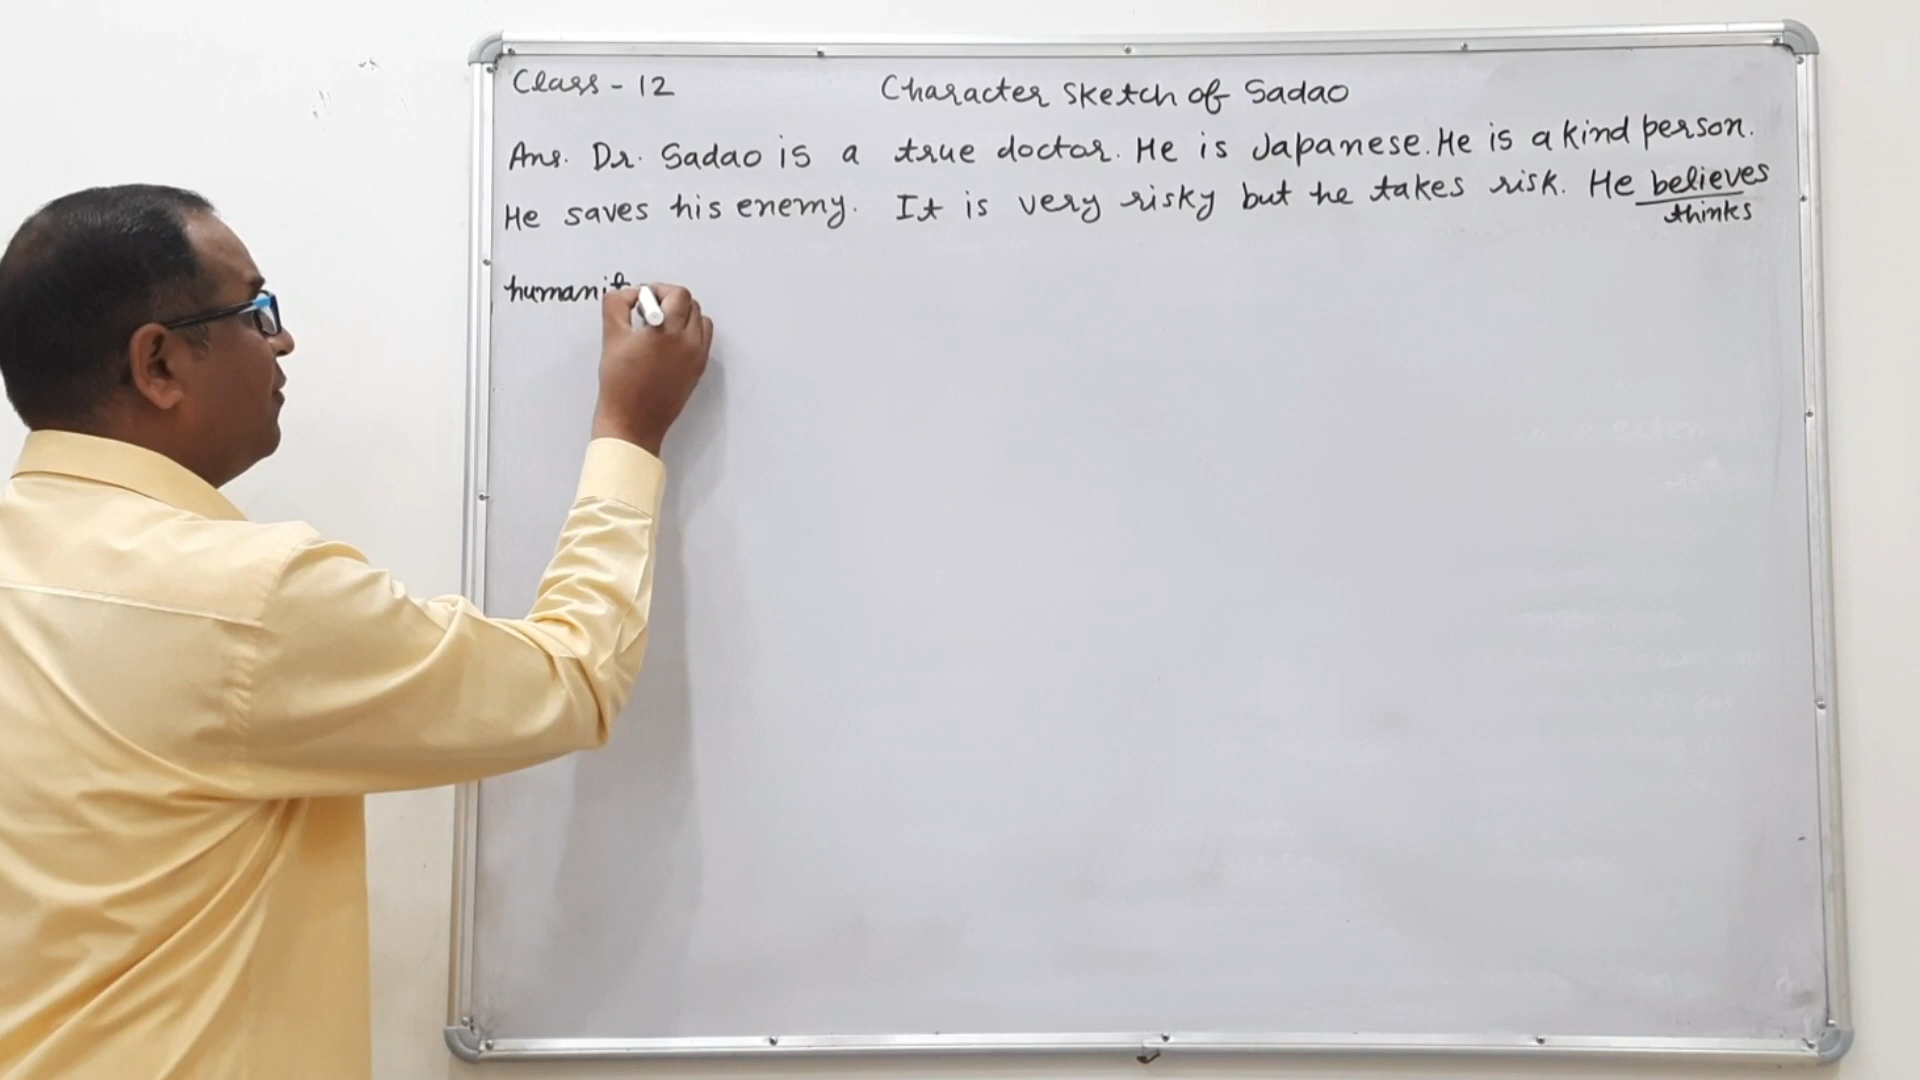 Class - 12 Character Sketch of Sadao
Ans. Dr. Sadao is a true doctor. He is Japanese. He is a kind person.
He saves his enemy. It is very risky but he takes risk. He believes
thinks
humanit